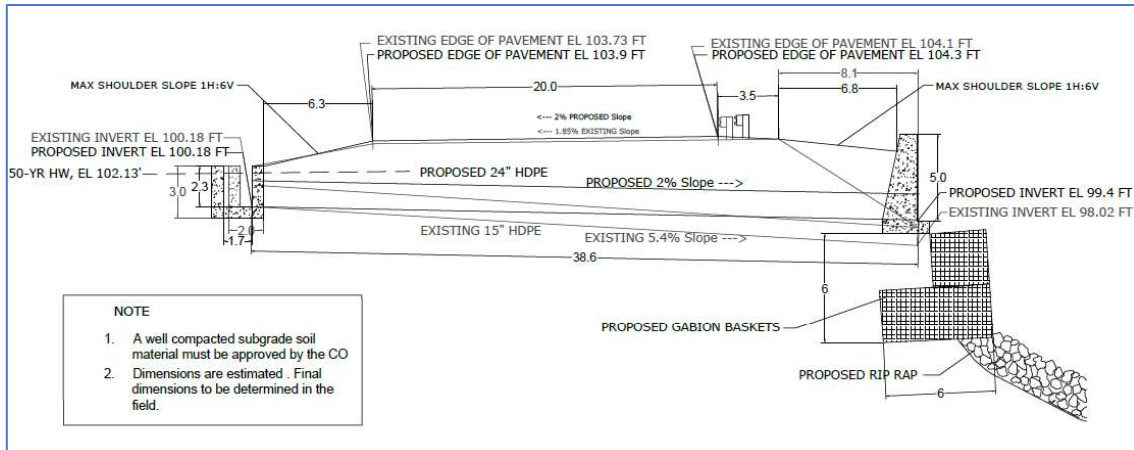 EXISTING EDGE OF PAVEMENT EL 103.73 FT
PROPOSED EDGE OF PAVEMENT EL 103.9 FT
EXISTING EDGE OF PAVEMENT EL 104.1 FT
PROPOSED EDGE OF PAVEMENT EL 104.3 FT
MAX SHOULDER SLOPE 1H:6V
6.3
20.0
3.5
8.1
6.8
MAX SHOULDER SLOPE 1H:6V
<--- 2% PROPOSED Slope
<--- 1.85% EXISTING Slope
EXISTING INVERT EL 100.18 FT
PROPOSED INVERT EL 100.18 FT
50-YR HW, EL 102.13'
3.0
2.3
PROPOSED 24" HDPE
PROPOSED 2% Slope --->
5.0
PROPOSED INVERT EL 99.4 FT
EXISTING INVERT EL 98.02 FT
2.0
1.7
EXISTING 15" HDPE
EXISTING 5.4% Slope --->
38.6
6
PROPOSED GABION BASKETS
PROPOSED RIP RAP
6
NOTE
1. A well compacted subgrade soil
material must be approved by the CO
2. Dimensions are estimated . Final
dimensions to be determined in the
field.